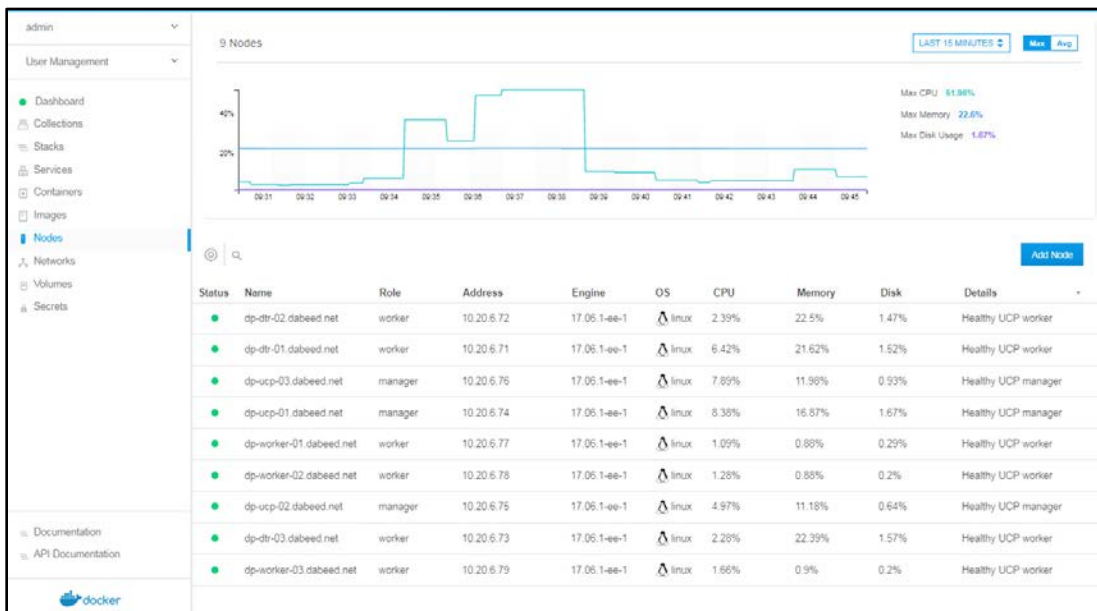 admin
User Management
Dashboard
Collections
Stacks
Services
Containers
Images
Nodes
Networks
Volumes
Secrets
Documentation
API Documentation
docker
9 Nodes
LAST 15 MINUTES
Max Avg
40%
20%
09:31 09:32 09:33 09:34 09:35 09:36 09:37 09:38 09:39 09:40 09:41 09:42 09:43 09:44 09:45
Max CPU 51.96%
Max Memory 22.6%
Max Disk Usage 1.67%
Add Node
Status Name Role Address Engine OS CPU Memory Disk Details
dp-dtr-02.dabeed.net worker 10.20.6.72 17.06.1-ee-1 linux 2.39% 22.5% 1.47% Healthy UCP worker
dp-dtr-01.dabeed.net worker 10.20.6.71 17.06.1-ee-1 linux 6.42% 21.62% 1.52% Healthy UCP worker
dp-ucp-03.dabeed.net manager 10.20.6.76 17.06.1-ee-1 linux 7.89% 11.98% 0.93% Healthy UCP manager
dp-ucp-01.dabeed.net manager 10.20.6.74 17.06.1-ee-1 linux 8.38% 16.87% 1.67% Healthy UCP manager
dp-worker-01.dabeed.net worker 10.20.6.77 17.06.1-ee-1 linux 1.09% 0.88% 0.29% Healthy UCP worker
dp-worker-02.dabeed.net worker 10.20.6.78 17.06.1-ee-1 linux 1.28% 0.88% 0.2% Healthy UCP worker
dp-ucp-02.dabeed.net manager 10.20.6.75 17.06.1-ee-1 linux 4.97% 11.18% 0.64% Healthy UCP manager
dp-dtr-03.dabeed.net worker 10.20.6.73 17.06.1-ee-1 linux 2.28% 22.39% 1.57% Healthy UCP worker
dp-worker-03.dabeed.net worker 10.20.6.79 17.06.1-ee-1 linux 1.66% 0.9% 0.2% Healthy UCP worker